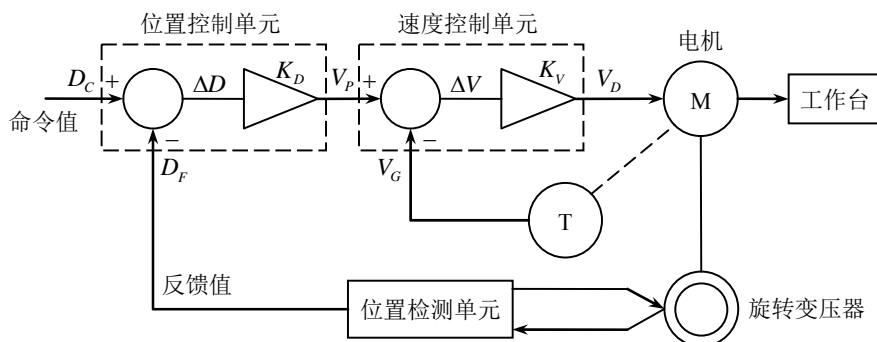 位置控制单元
速度控制单元
电机
D_C
+
ΔD
K_D
V_P
+
ΔV
K_V
V_D
M
工作台
命令值
−
D_F
−
V_G
T
反馈值
位置检测单元
旋转变压器